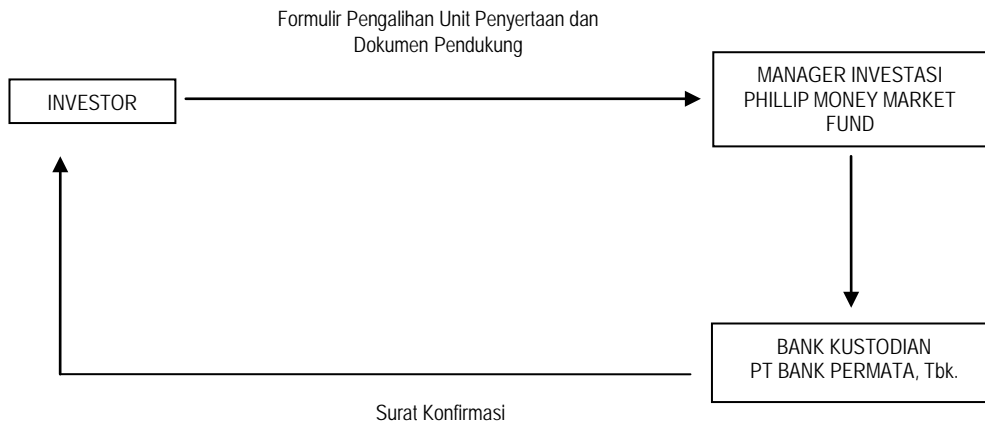 Formulir Pengalihan Unit Penyertaan dan
Dokumen Pendukung
INVESTOR
MANAGER INVESTASI
PHILLIP MONEY MARKET
FUND
BANK KUSTODIAN
PT BANK PERMATA, Tbk.
Surat Konfirmasi